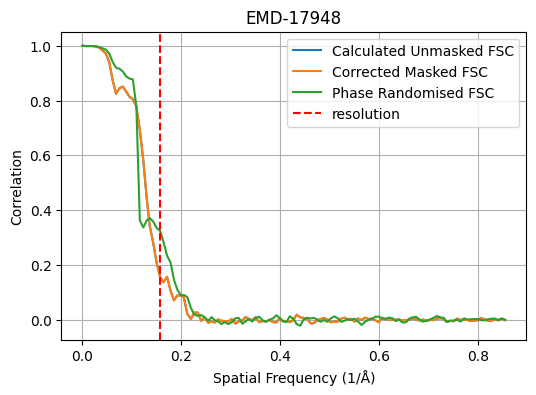 EMD-17948
Calculated Unmasked FSC
Corrected Masked FSC
Phase Randomised FSC
resolution
Correlation
1.0
0.8
0.6
0.4
0.2
0.0
0.0 0.2 0.4 0.6 0.8
Spatial Frequency (1/Å)